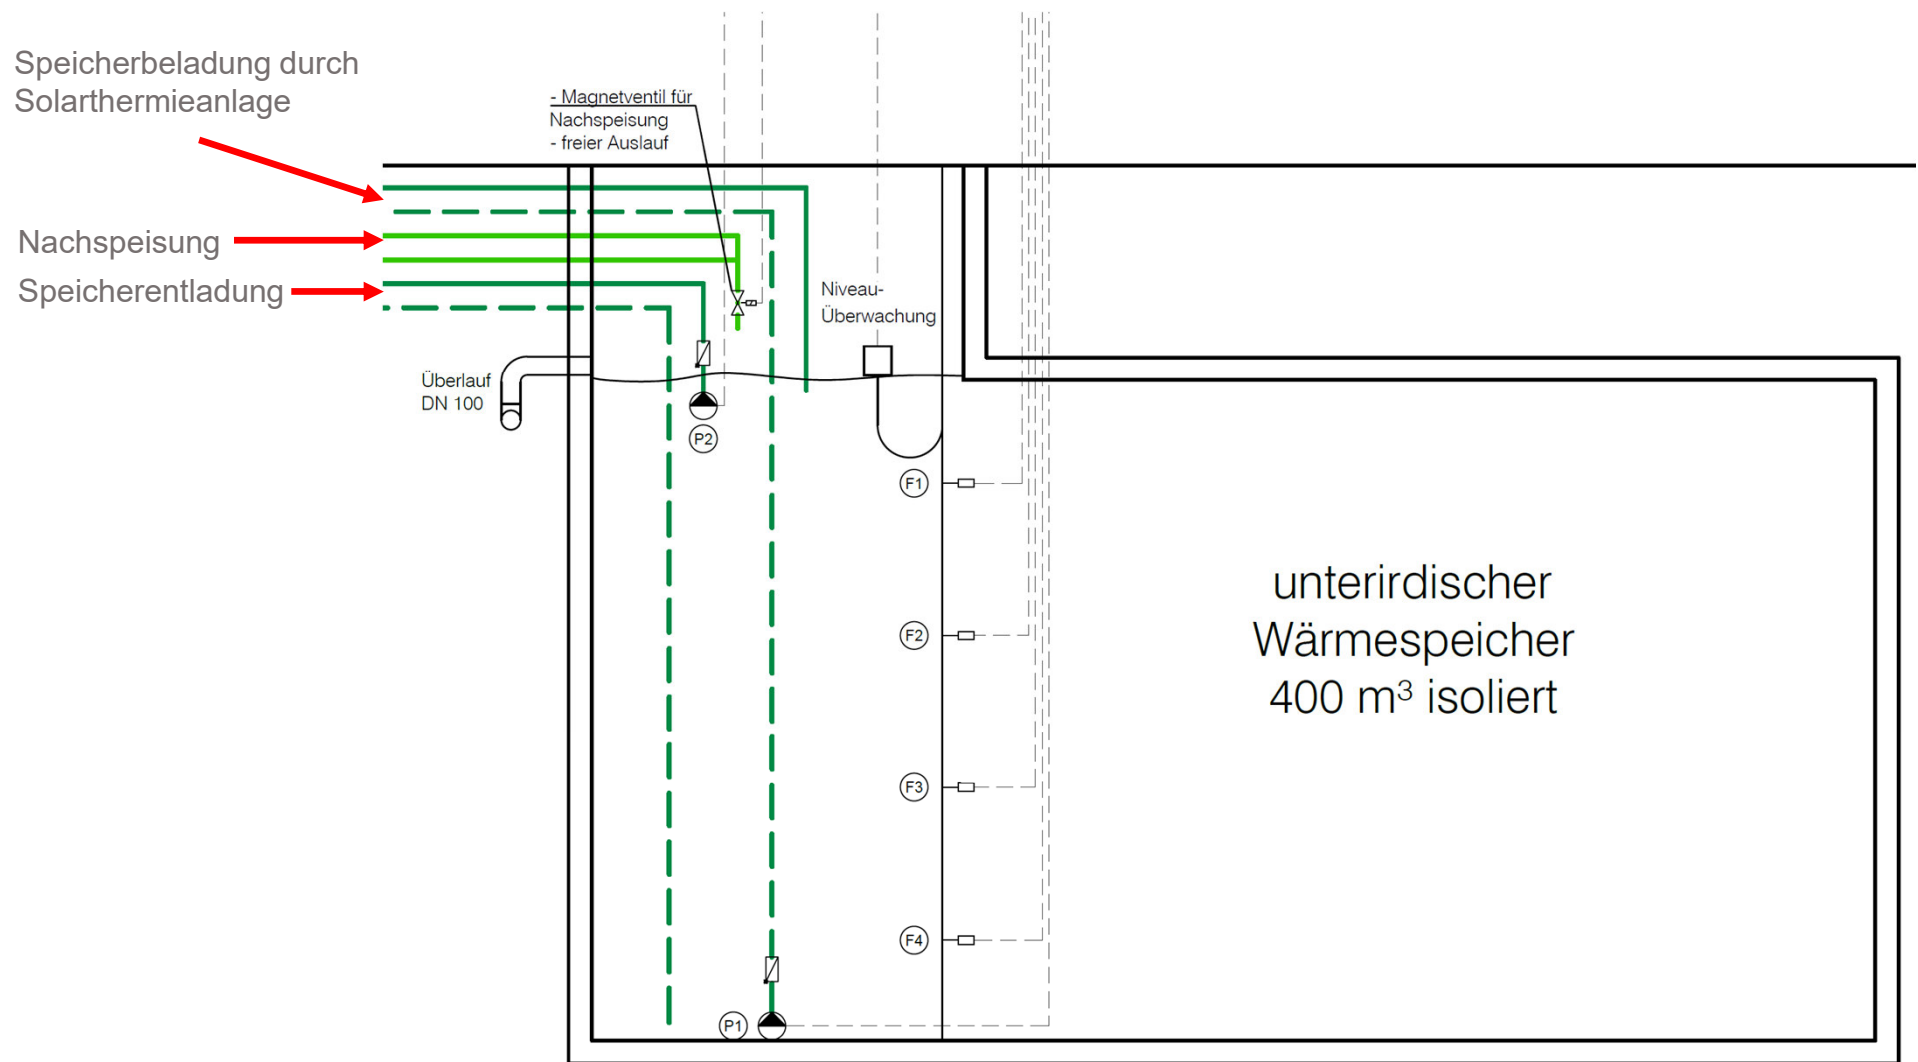 Speicherbeladung durch
Solarthermieanlage
- Magnetventil für
Nachspeisung
- freier Auslauf
Nachspeisung
Speicherentladung
Niveau-
Überwachung
Überlauf
DN 100
P2
F1
F2
unterirdischer
Wärmespeicher
400 m³ isoliert
F3
F4
P1